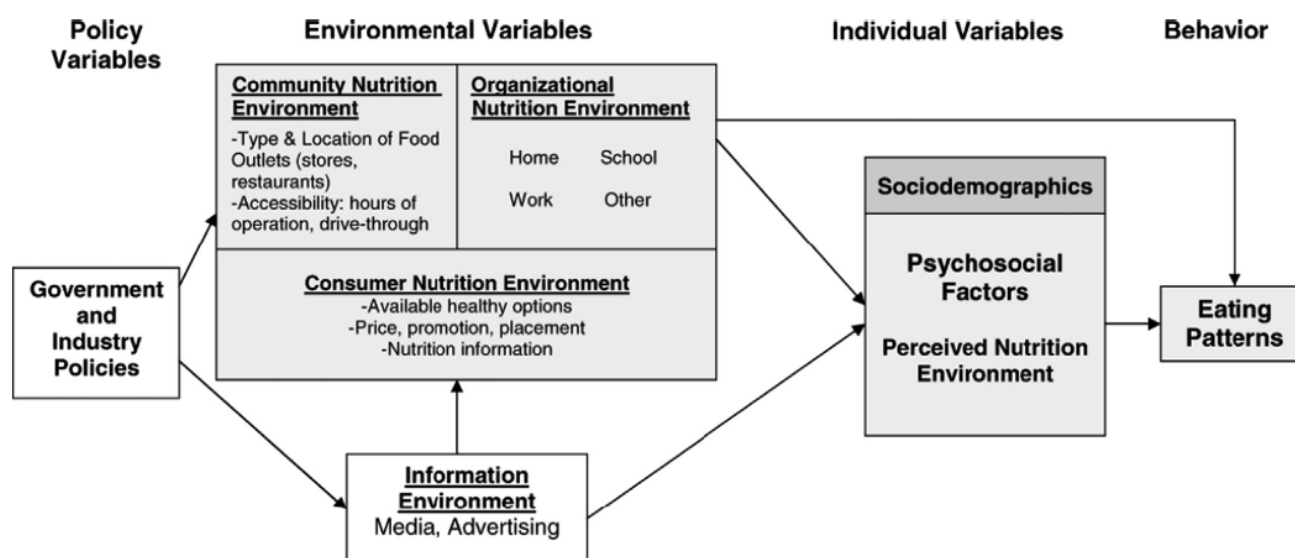 Policy
Variables
Environmental Variables
Individual Variables
Behavior
Community Nutrition
Environment
-Type & Location of Food
Outlets (stores,
restaurants)
-Accessibility: hours of
operation, drive-through
Organizational
Nutrition Environment
Home School
Work Other
Consumer Nutrition Environment
-Available healthy options
-Price, promotion, placement
-Nutrition information
Government
and
Industry
Policies
Information
Environment
Media, Advertising
Sociodemographics
Psychosocial
Factors
Perceived Nutrition
Environment
Eating
Patterns